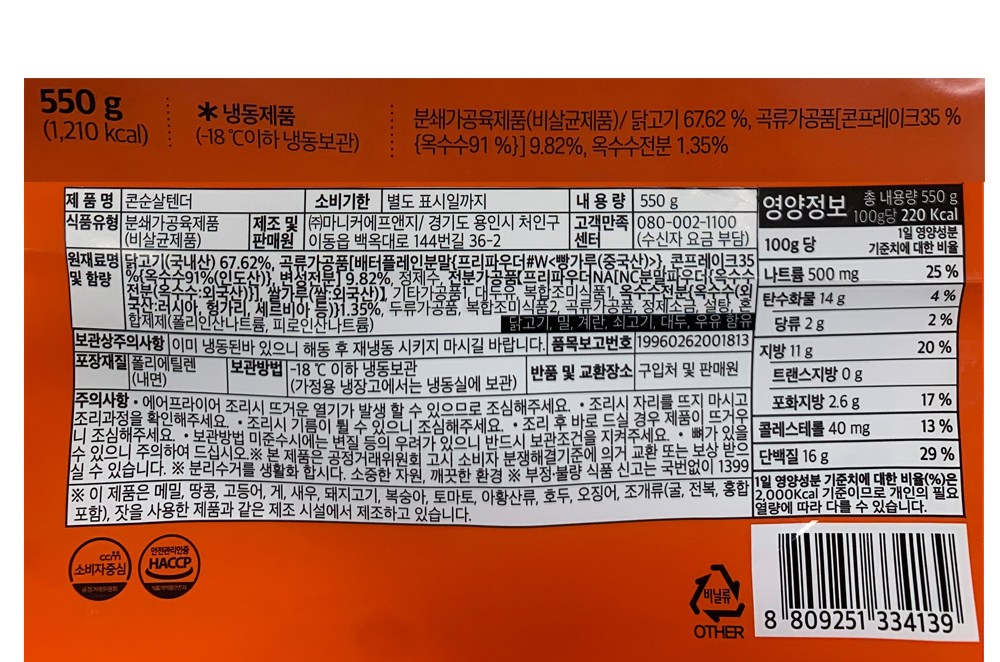 550 g
(1,210 kcal)
* 냉동제품
(-18 ℃이하 냉동보관)
분쇄가공육제품(비살균제품)/ 닭고기 67.62 %, 곡류가공품[콘프레이크35 %
{옥수수91 %}] 9.82%, 옥수수전분 1.35%
제 품 명 콘순살텐더 소비기한 별도 표시일까지 내 용 량 550 g
식품유형 분쇄가공육제품 (비살균제품) 제조 및 판매원 ㈜마니커에프앤지/ 경기도 용인시 처인구 이동읍 백옥대로 144번길 36-2 고객만족 센터 080-002-1100 (수신자 요금 부담)
원재료명 및 함량 닭고기(국내산) 67.62%, 곡류가공품[배터플레인분말{프리파우더#W<빵가루(중국산)>}, 콘프레이크35
%{옥수수91%(인도산)}, 변성전분] 9.82%, 정제수, 전분가공품[프리파우더NA{NC분말파우더{옥수수
전분(옥수수:외국산)}}, 쌀가루(쌀:외국산)], 기타가공품1, 대두유, 복합조미식품1, 옥수수전분{옥수수(외
국산:러시아, 헝가리, 세르비아 등)}1.35%, 두류가공품, 복합조미식품2, 곡류가공품, 정제소금, 설탕, 혼
합제제(폴리인산나트륨, 피로인산나트륨)
닭고기, 밀, 계란, 쇠고기, 대두, 우유 함유
보관상주의사항 이미 냉동된바 있으니 해동 후 재냉동 시키지 마시길 바랍니다. 품목보고번호 19960262001813
포장재질 폴리에틸렌 (내면) 보관방법 -18 ℃ 이하 냉동보관 (가정용 냉장고에서는 냉동실에 보관) 반품 및 교환장소 구입처 및 판매원
주의사항 • 에어프라이어 조리시 뜨거운 열기가 발생 할 수 있으므로 조심해주세요. • 조리시 자리를 뜨지 마시고
조리과정을 확인해주세요. • 조리시 기름이 튈 수 있으니 조심해주세요. • 조리 후 바로 드실 경우 제품이 뜨거우
니 조심해주세요. • 보관방법 미준수시에는 변질 등의 우려가 있으니 반드시 보관조건을 지켜주세요. • 뼈가 있을
수 있으니 주의하여 드십시오.※ 본 제품은 공정거래위원회 고시 소비자 분쟁해결기준에 의거 교환 또는 보상 받으
실 수 있습니다. ※ 분리수거를 생활화 합시다. 소중한 자원, 깨끗한 환경 ※ 부정·불량 식품 신고는 국번없이 1399
※ 이 제품은 메밀, 땅콩, 고등어, 게, 새우, 돼지고기, 복숭아, 토마토, 아황산류, 호두, 오징어, 조개류(굴, 전복, 홍합
포함), 잣을 사용한 제품과 같은 제조 시설에서 제조하고 있습니다.
영양정보 총 내용량 550 g
100g당 220 Kcal
100g 당 1일 영양성분
기준치에 대한 비율
나트륨 500 mg 25 %
탄수화물 14 g 4 %
당류 2 g 2 %
지방 11 g 20 %
트랜스지방 0 g
포화지방 2.6 g 17 %
콜레스테롤 40 mg 13 %
단백질 16 g 29 %
1일 영양성분 기준치에 대한 비율(%)은
2,000Kcal 기준이므로 개인의 필요
열량에 따라 다를 수 있습니다.
ccm
소비자중심
공정거래위원회
안전관리인증
HACCP
식품의약품안전처
비닐류
OTHER
8 809251 334139